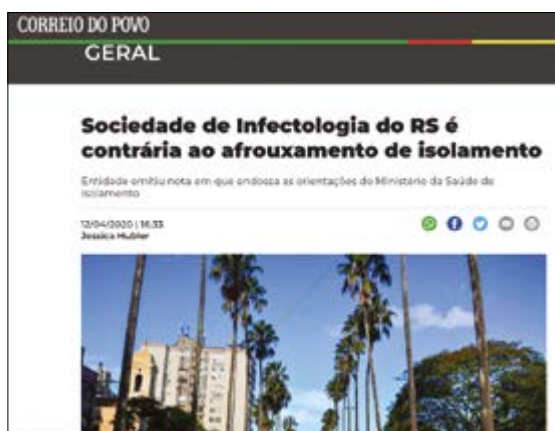 CORREIO DO POVO
GERAL
Sociedade de Infectologia do RS é
contrária ao afrouxamento de isolamento
Entidade emitiu nota em que endossa as orientações do Ministério da Saúde de
isolamento
12/04/2020 | 16:33
Jessica Hubler